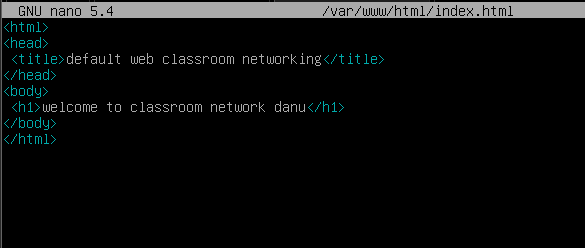 GNU nano 5.4 /var/www/html/index.html
<html>
<head>
<title>default web classroom networking</title>
</head>
<body>
<h1>welcome to classroom network danu</h1>
</body>
</html>